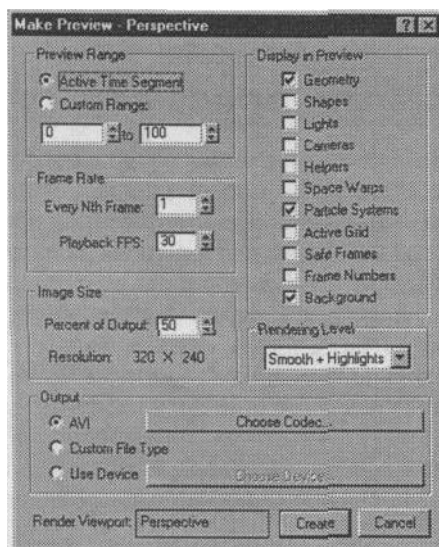 Make Preview - Perspective
Preview Range
Active Time Segment
Custom Range:
0 to 100
Frame Rate
Every Nth Frame: 1
Playback FPS: 30
Image Size
Percent of Output: 50
Resolution: 320 X 240
Display in Preview
Geometry
Shapes
Lights
Cameras
Helpers
Space Warps
Particle Systems
Active Grid
Safe Frames
Frame Numbers
Background
Rendering Level
Smooth + Highlights
Output
AVI
Choose Codec...
Custom File Type
Use Device
Choose Device...
Render Viewport: Perspective
Create
Cancel